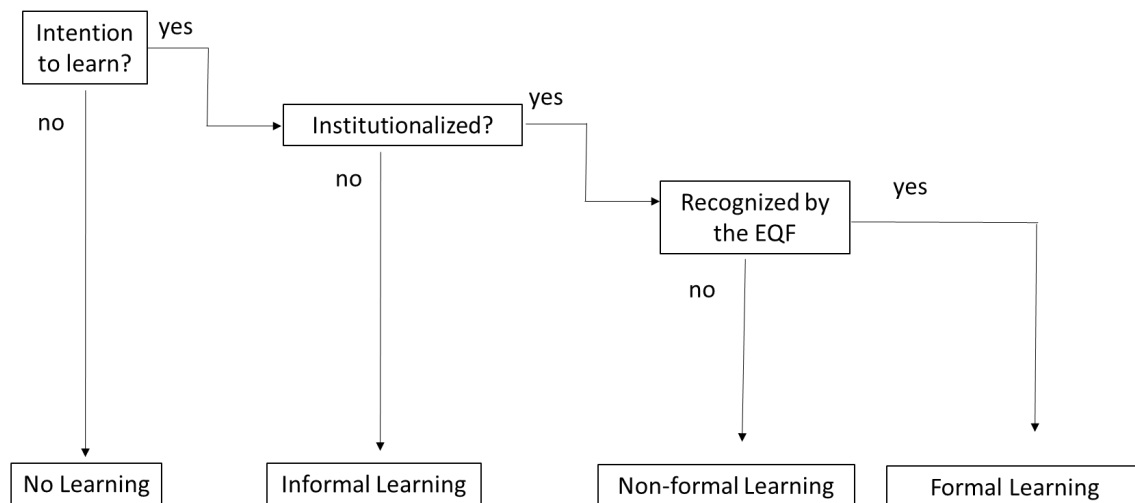 Intention
to learn?
yes
no
Institutionalized?
yes
no
Recognized by
the EQF
yes
no
No Learning
Informal Learning
Non-formal Learning
Formal Learning